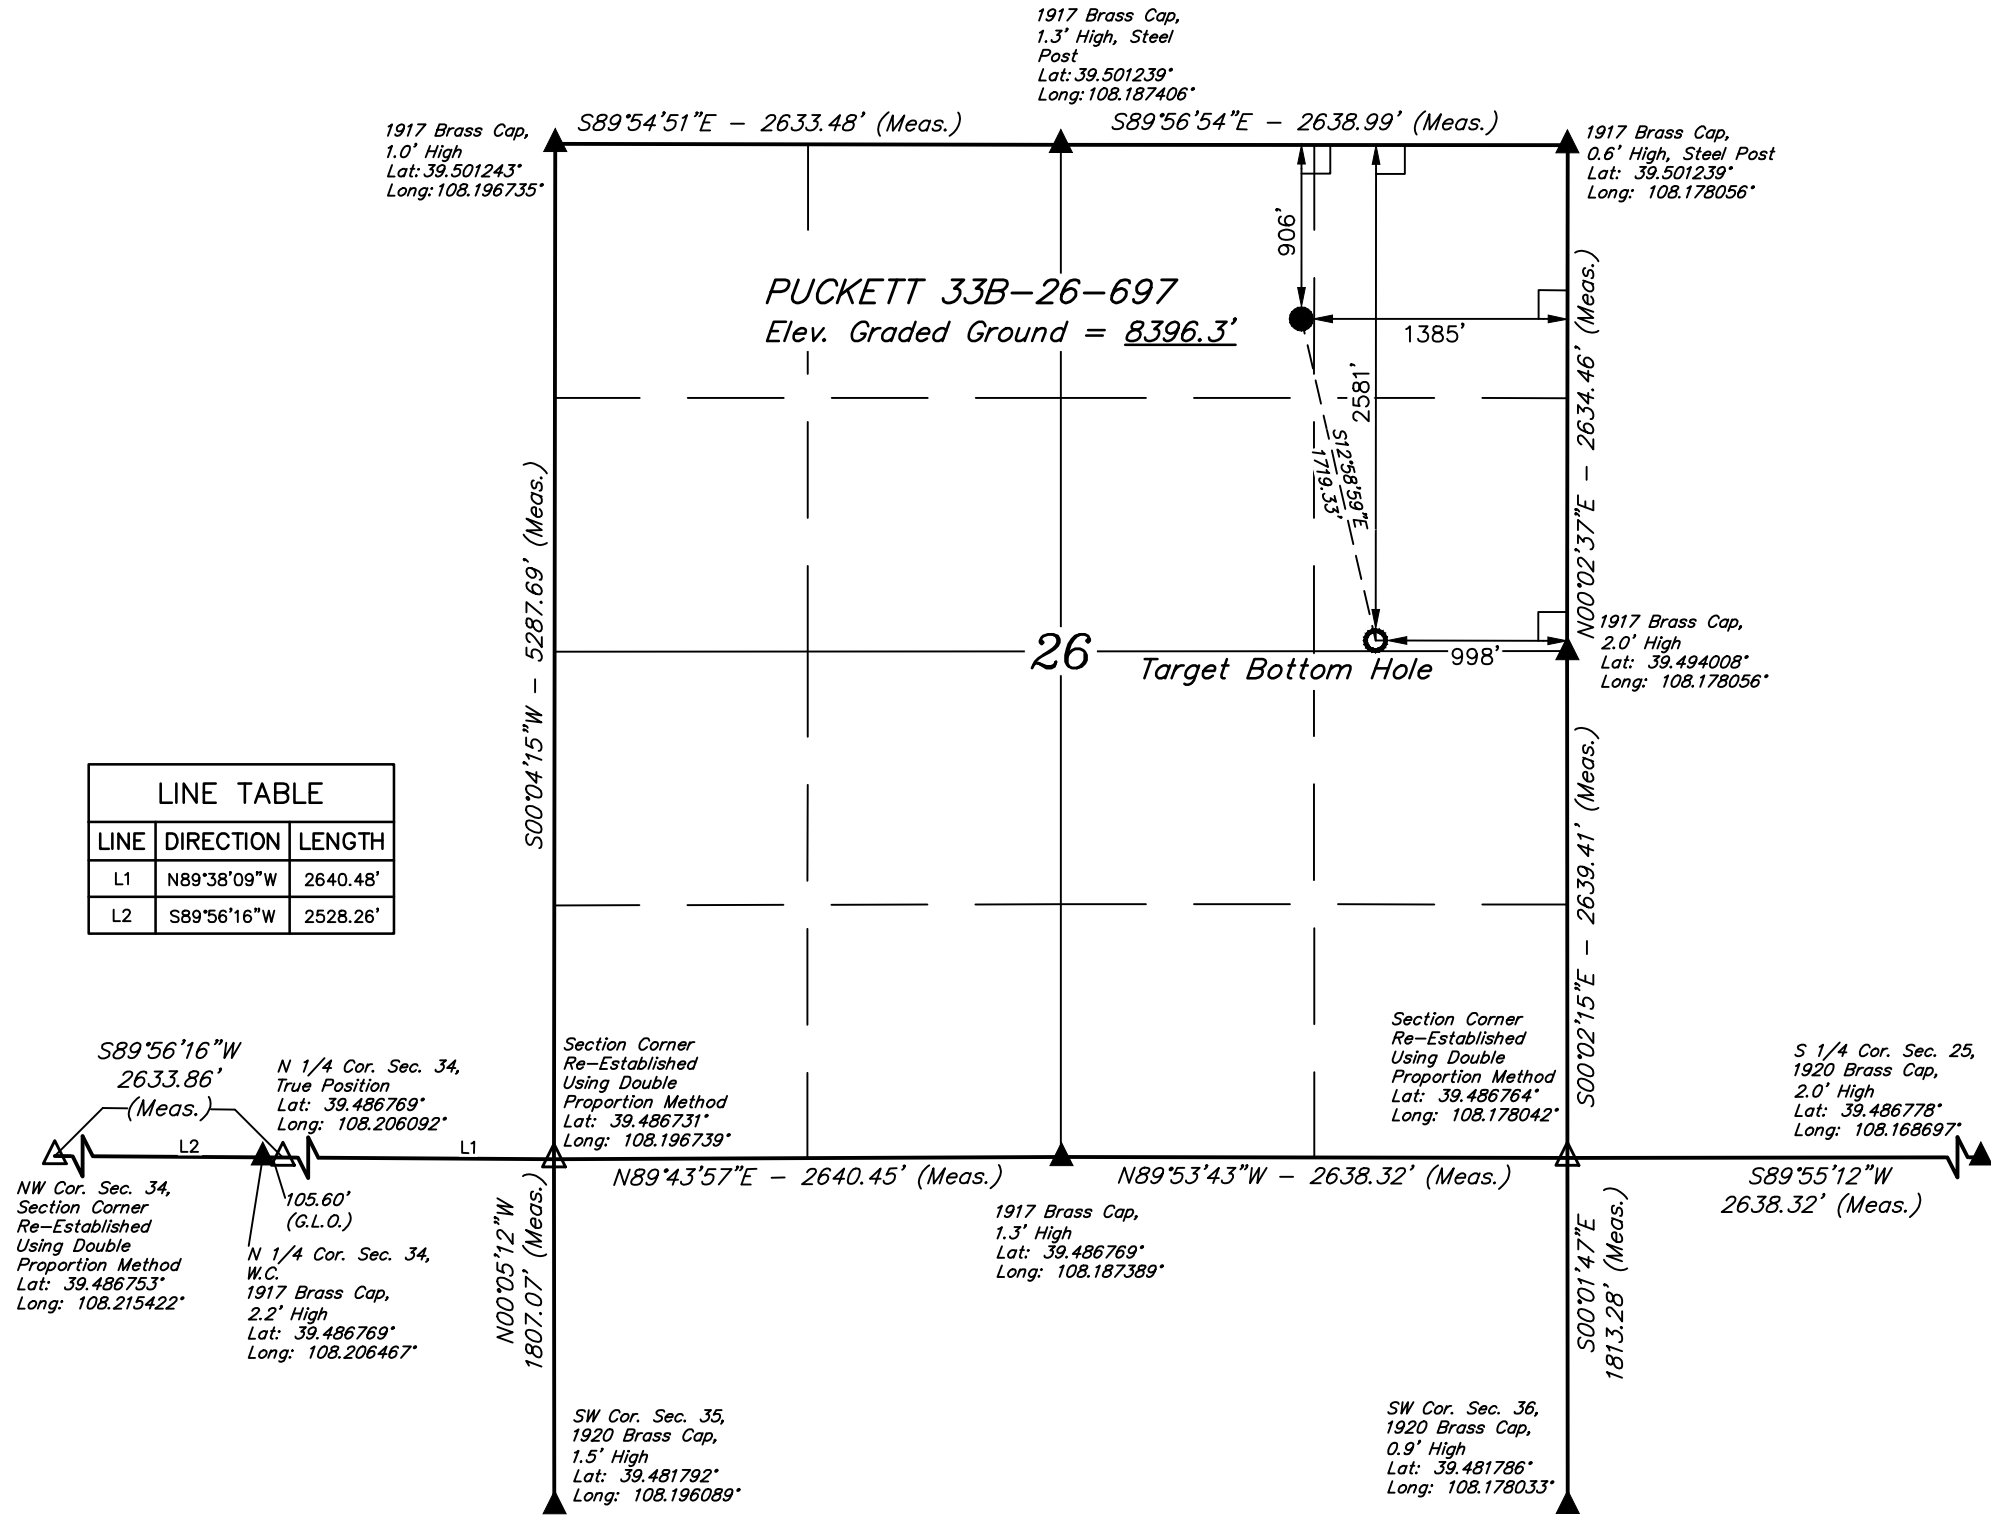 1917 Brass Cap,
1.3' High, Steel
Post
Lat: 39.501239°
Long: 108.187406°
S89°54'51"E - 2633.48' (Meas.)
S89°56'54"E - 2638.99' (Meas.)
1917 Brass Cap,
1.0' High
Lat: 39.501243°
Long: 108.196735°
1917 Brass Cap,
0.6' High, Steel Post
Lat: 39.501239°
Long: 108.178056°
906'
PUCKETT 33B-26-697
Elev. Graded Ground = 8396.3'
1385'
2581'
S12°58'59"E
1719.33'
N00°02'37"E - 2634.46' (Meas.)
S00°04'15"W - 5287.69' (Meas.)
26
Target Bottom Hole
998'
1917 Brass Cap,
2.0' High
Lat: 39.494008°
Long: 108.178056°
LINE TABLE
LINE DIRECTION LENGTH
L1 N89°38'09"W 2640.48'
L2 S89°56'16"W 2528.26'
S00°02'15"E - 2639.41' (Meas.)
S89°56'16"W
2633.86'
(Meas.)
N 1/4 Cor. Sec. 34,
True Position
Lat: 39.486769°
Long: 108.206092°
Section Corner
Re-Established
Using Double
Proportion Method
Lat: 39.486731°
Long: 108.196739°
Section Corner
Re-Established
Using Double
Proportion Method
Lat: 39.486764°
Long: 108.178042°
S 1/4 Cor. Sec. 25,
1920 Brass Cap,
2.0' High
Lat: 39.486778°
Long: 108.168697°
L2
L1
N89°43'57"E - 2640.45' (Meas.)
N89°53'43"W - 2638.32' (Meas.)
S89°55'12"W
2638.32' (Meas.)
NW Cor. Sec. 34,
Section Corner
Re-Established
Using Double
Proportion Method
Lat: 39.486753°
Long: 108.215422°
105.60'
(G.L.O.)
N 1/4 Cor. Sec. 34,
W.C.
1917 Brass Cap,
2.2' High
Lat: 39.486769°
Long: 108.206467°
N00°05'12"W
1807.07' (Meas.)
1917 Brass Cap,
1.3' High
Lat: 39.486769°
Long: 108.187389°
S00°01'47"E
1813.28' (Meas.)
SW Cor. Sec. 35,
1920 Brass Cap,
1.5' High
Lat: 39.481792°
Long: 108.196089°
SW Cor. Sec. 36,
1920 Brass Cap,
0.9' High
Lat: 39.481786°
Long: 108.178033°